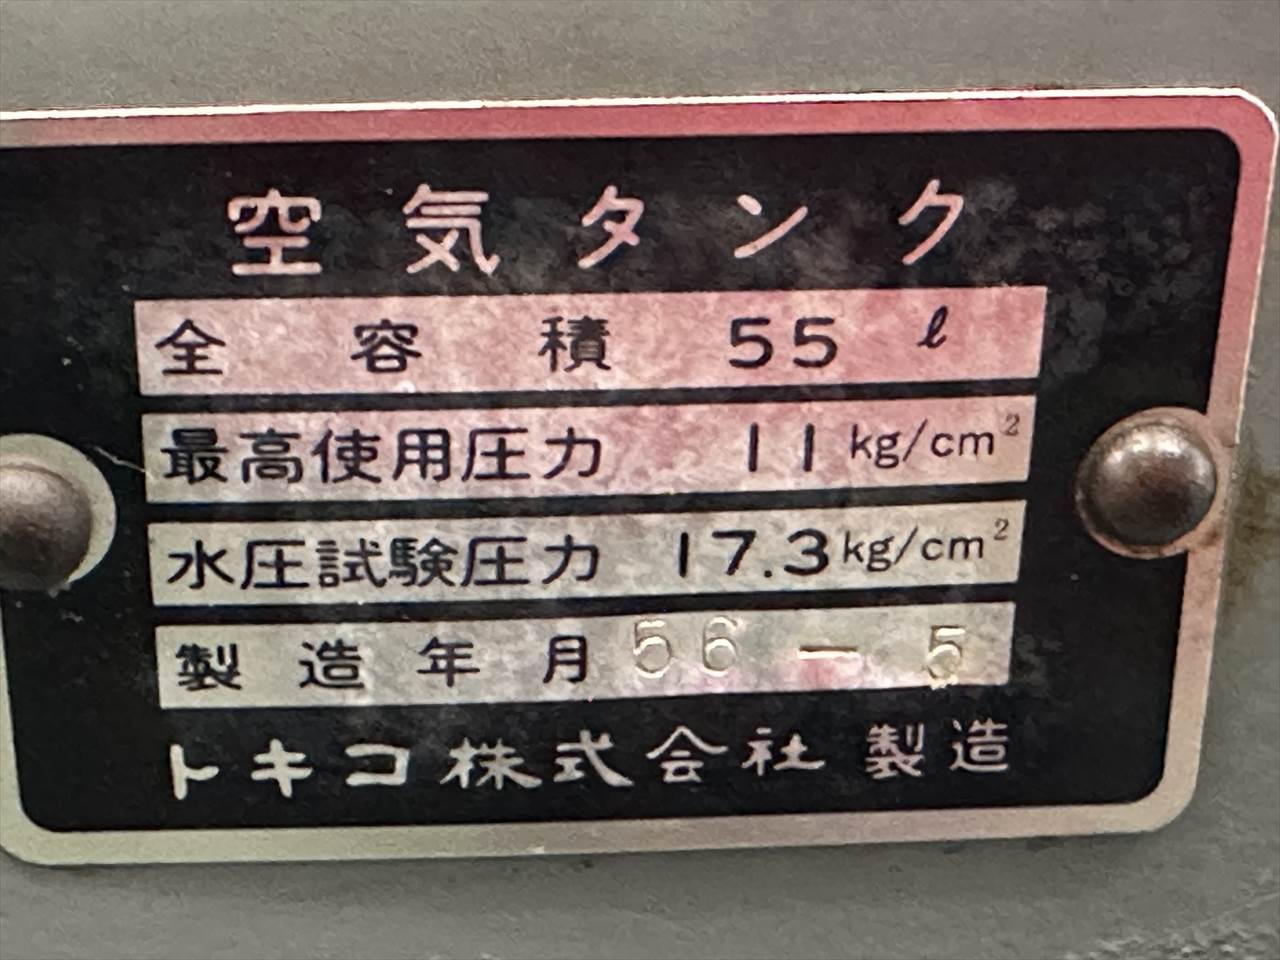 空気タンク
全容積 55 ℓ
最高使用圧力 11 kg/cm²
水圧試験圧力 17.3 kg/cm²
製造年月 56-5
トキコ株式会社 製造